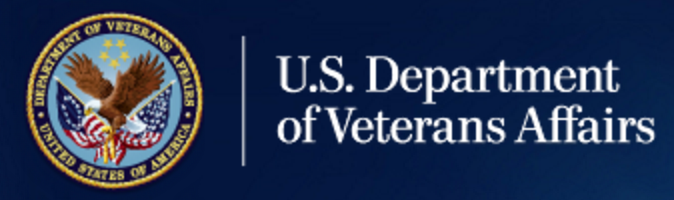 DEPARTMENT OF VETERANS AFFAIRS
UNITED STATES OF AMERICA
U.S. Department
of Veterans Affairs